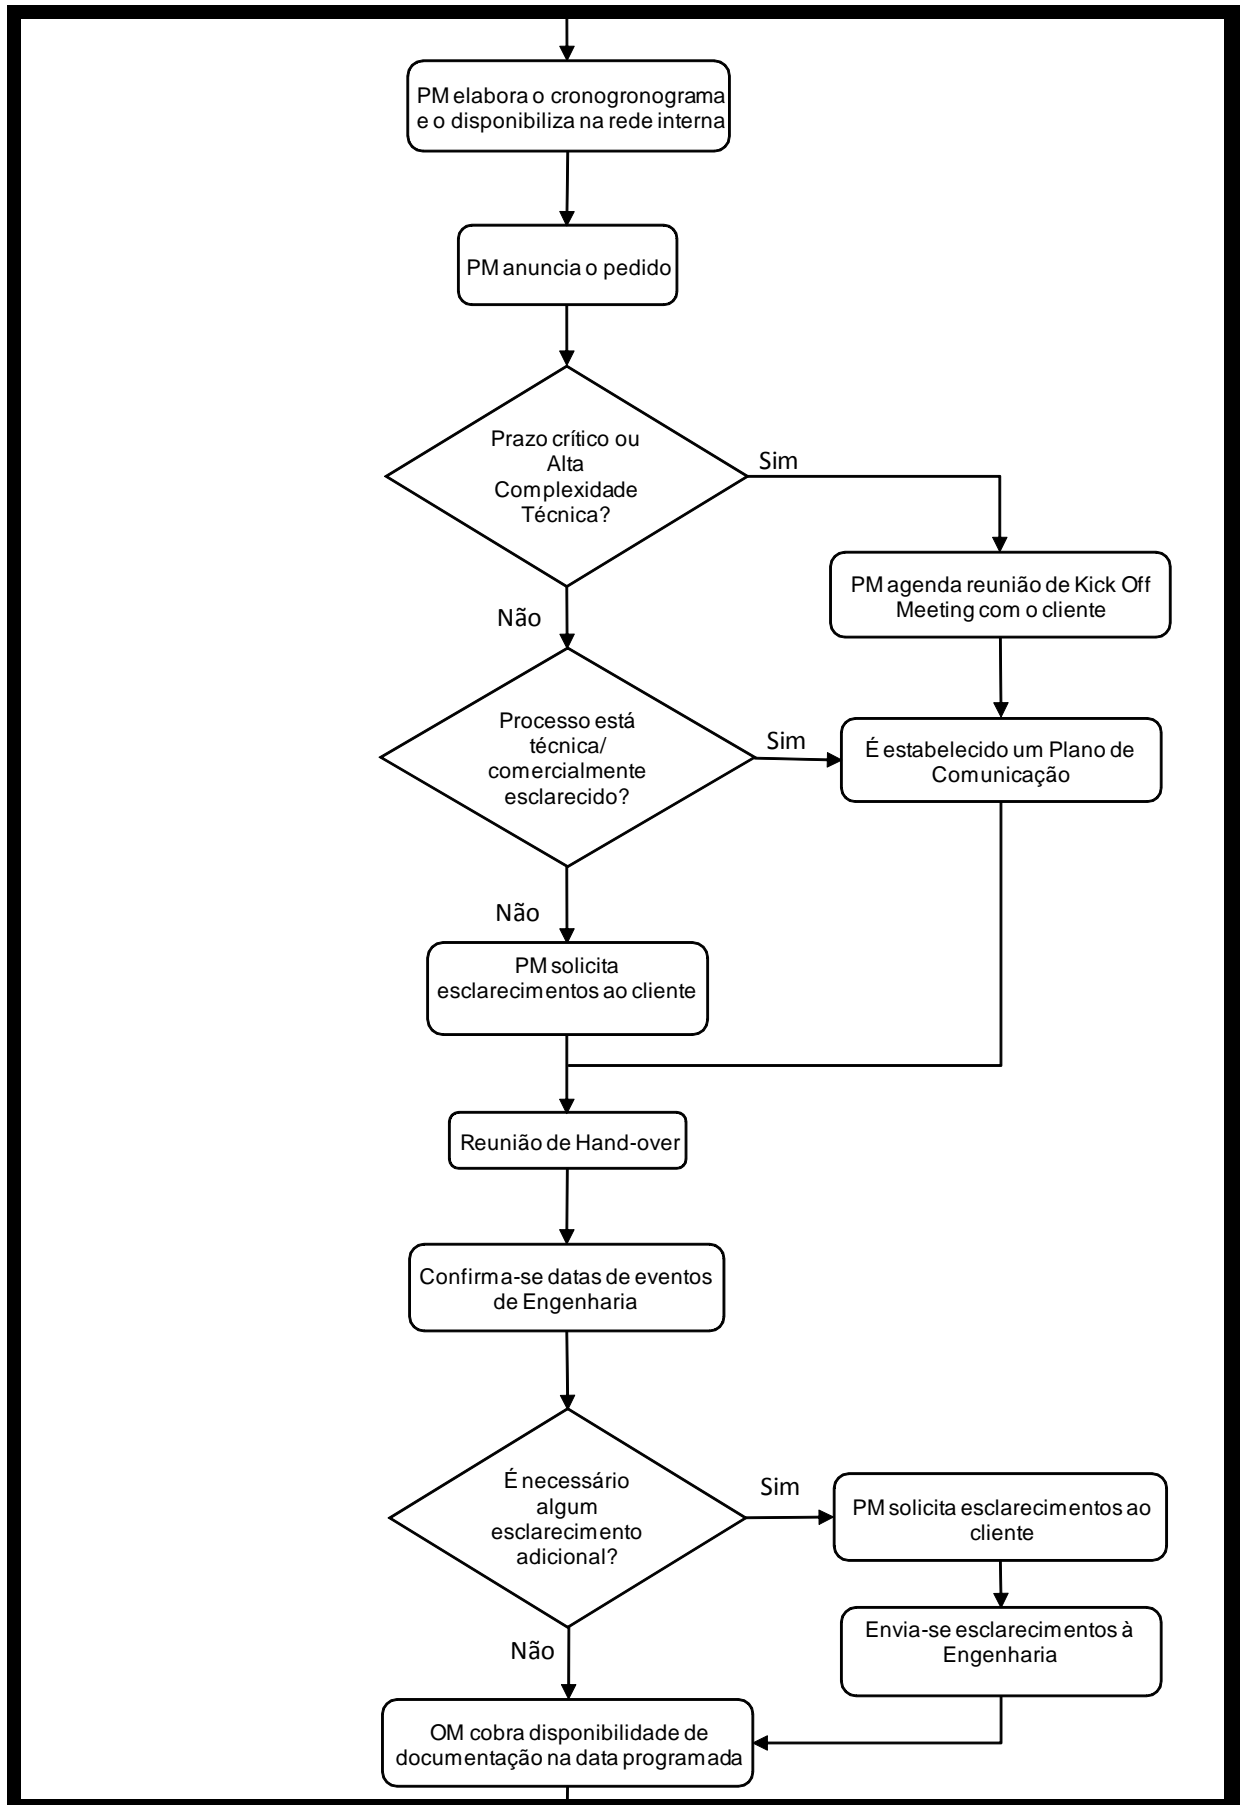 PM elabora o cronogronograma
e o disponibiliza na rede interna
PM anuncia o pedido
Prazo crítico ou
Alta
Complexidade
Técnica?
Sim
PM agenda reunião de Kick Off
Meeting com o cliente
Não
Processo está
técnica/
comercialmente
esclarecido?
Sim
É estabelecido um Plano de
Comunicação
Não
PM solicita
esclarecimentos ao cliente
Reunião de Hand-over
Confirma-se datas de eventos
de Engenharia
É necessário
algum
esclarecimento
adicional?
Sim
PM solicita esclarecimentos ao
cliente
Envia-se esclarecimentos à
Engenharia
Não
OM cobra disponibilidade de
documentação na data programada